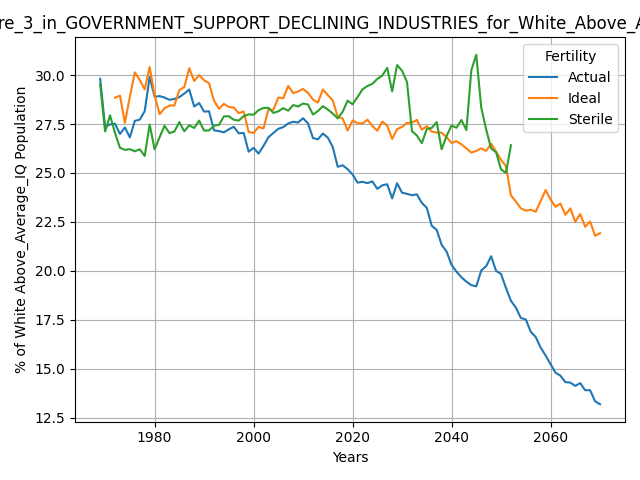 re_3_in_GOVERNMENT_SUPPORT_DECLINING_INDUSTRIES_for_White_Above_A
% of White Above_Average_IQ Population
30.0
27.5
25.0
22.5
20.0
17.5
15.0
12.5
Fertility
Actual
Ideal
Sterile
1980
2000
2020
2040
2060
Years